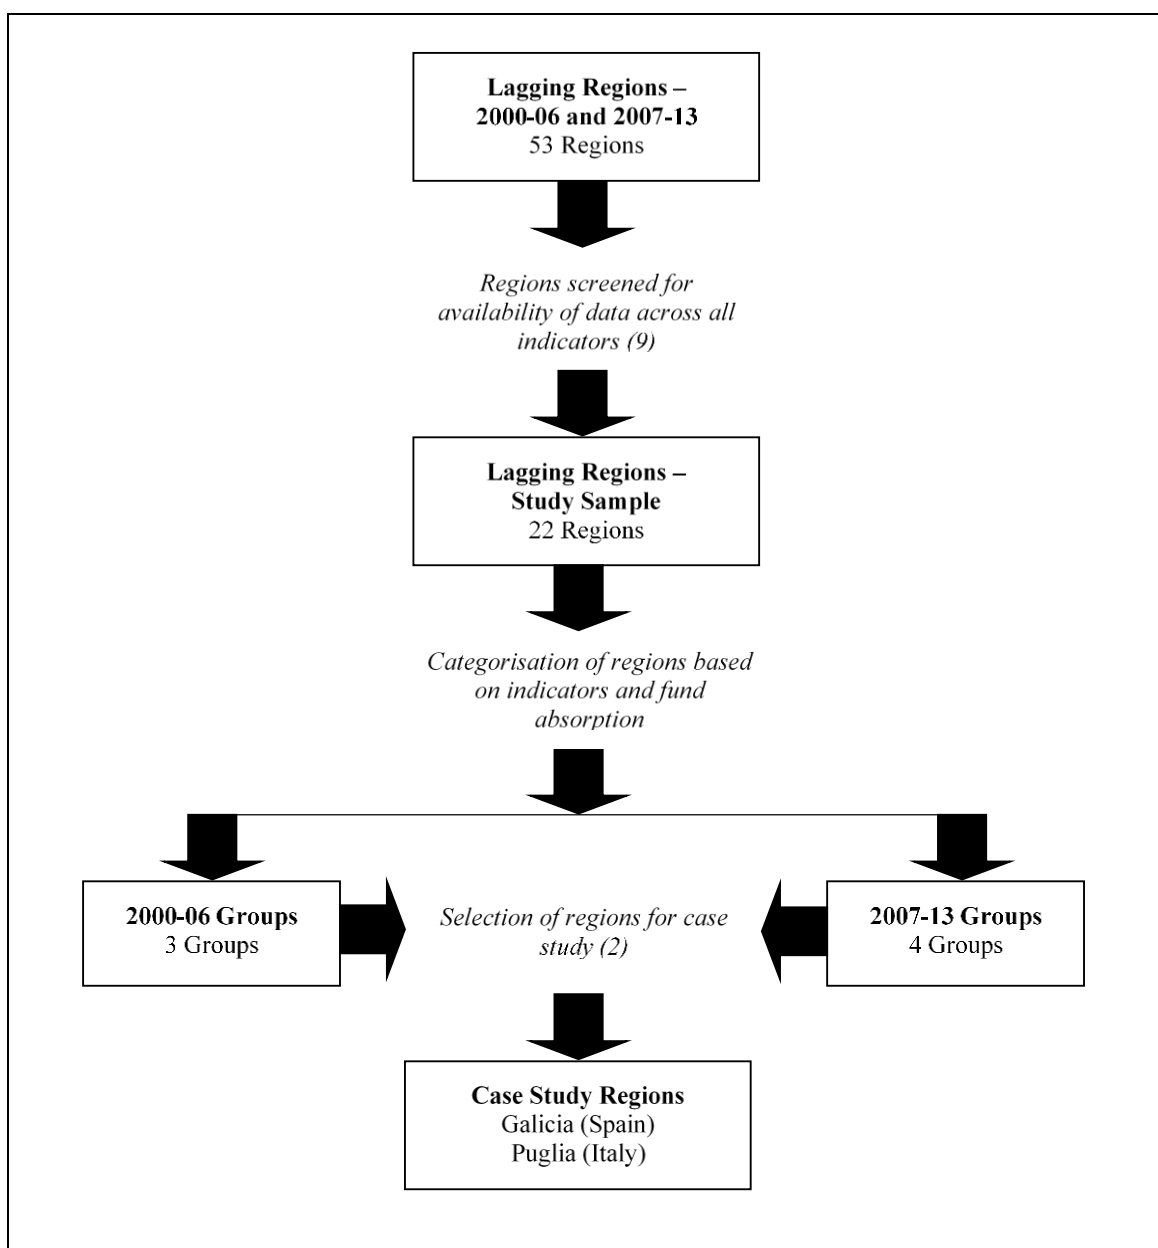 Lagging Regions –
2000-06 and 2007-13
53 Regions
Regions screened for
availability of data across all
indicators (9)
Lagging Regions –
Study Sample
22 Regions
Categorisation of regions based
on indicators and fund
absorption
2000-06 Groups
3 Groups
Selection of regions for case
study (2)
2007-13 Groups
4 Groups
Case Study Regions
Galicia (Spain)
Puglia (Italy)